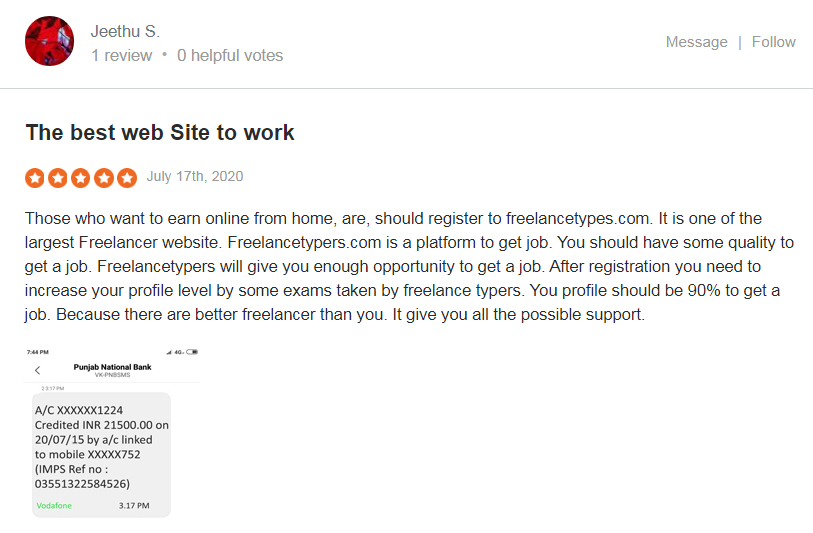 Jeethu S.
Message | Follow
1 review • 0 helpful votes
The best web Site to work
July 17th, 2020
Those who want to earn online from home, are, should register to freelancetypes.com. It is one of the
largest Freelancer website. Freelancetypers.com is a platform to get job. You should have some quality to
get a job. Freelancetypers will give you enough opportunity to get a job. After registration you need to
increase your profile level by some exams taken by freelance typers. You profile should be 90% to get a
job. Because there are better freelancer than you. It give you all the possible support.
7:44 PM
4G
Punjab National Bank
VK-PNBSMS
3:17 PM
A/C XXXXXX1224
Credited INR 21500.00 on
20/07/15 by a/c linked
to mobile XXXXX752
(IMPS Ref no :
03551322584526)
Vodafone 3.17 PM